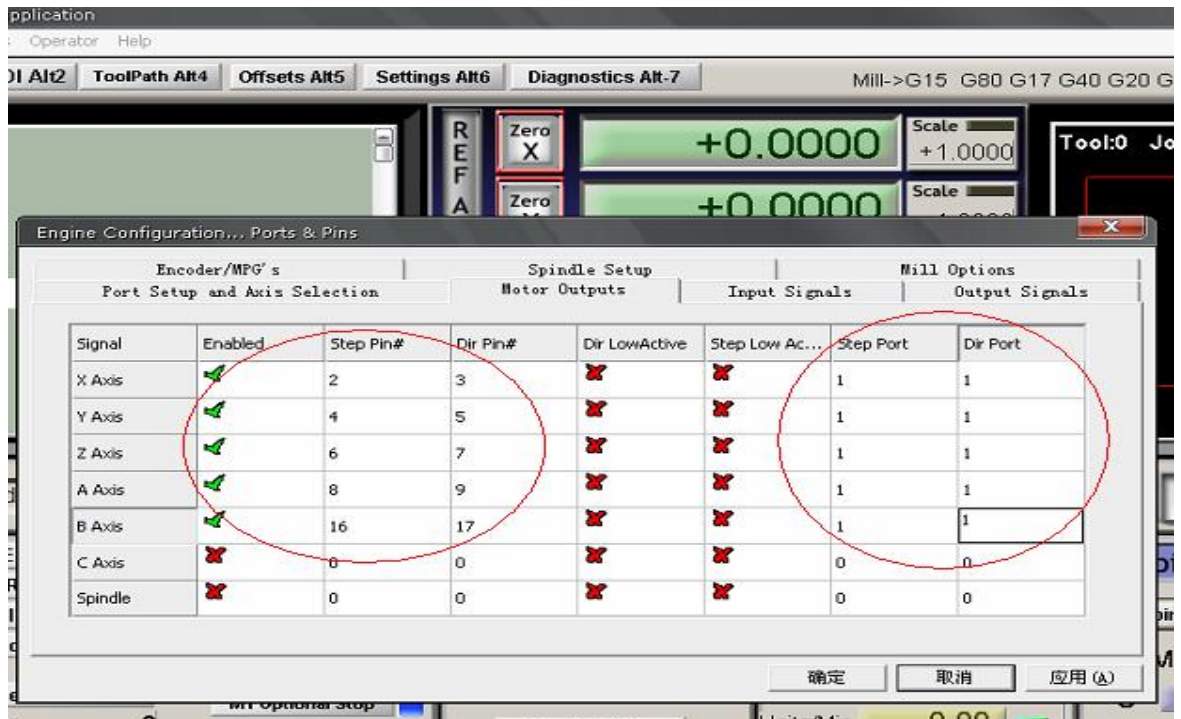 pplication
Operator Help
DI Alt2 ToolPath Alt4 Offsets Alt5 Settings Alt6 Diagnostics Alt-7 Mill->G15 G80 G17 G40 G20 G
REF A
Zero X
+0.0000
Scale
+1.0000
Tool:0 Jo
Zero
+0.0000
Scale
Engine Configuration... Ports & Pins
Encoder/MPG's Spindle Setup Mill Options
Port Setup and Axis Selection Motor Outputs Input Signals Output Signals
Signal Enabled Step Pin# Dir Pin# Dir LowActive Step Low Ac... Step Port Dir Port
X Axis 2 3 1 1
Y Axis 4 5 1 1
Z Axis 6 7 1 1
A Axis 8 9 1 1
B Axis 16 17 1 1
C Axis 0 0 0 0
Spindle 0 0 0 0
确定 取消 应用 (A)
M1 Optional Stop